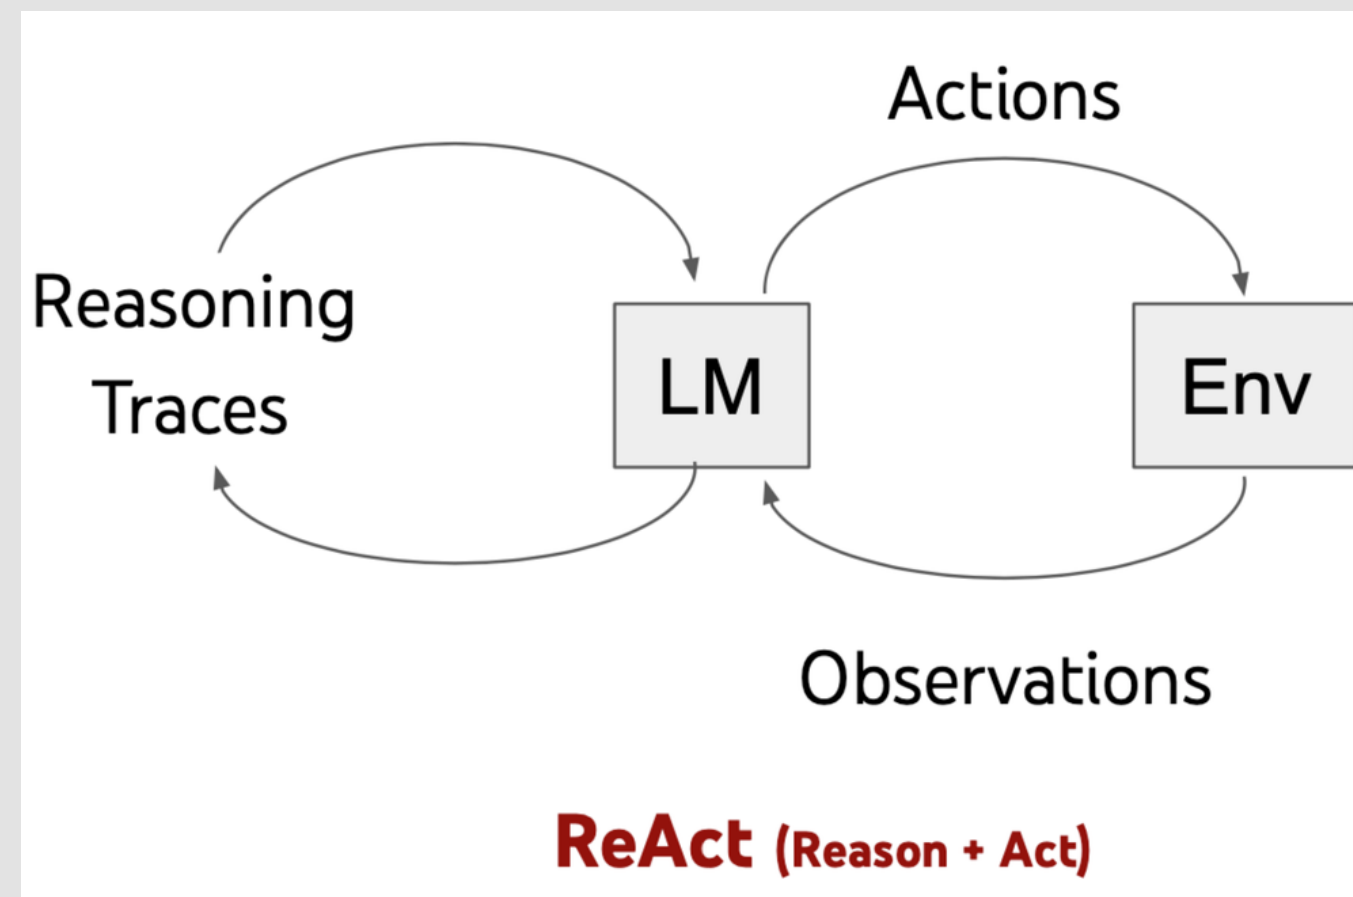 Actions
Reasoning
Traces
LM
Env
Observations
ReAct (Reason + Act)